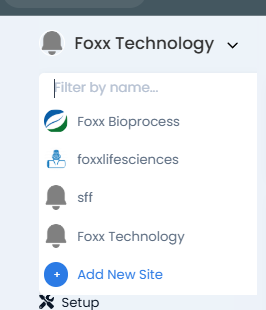 Foxx Technology
Filter by name...
Foxx Bioprocess
foxxlifesciences
sff
Foxx Technology
+ Add New Site
Setup